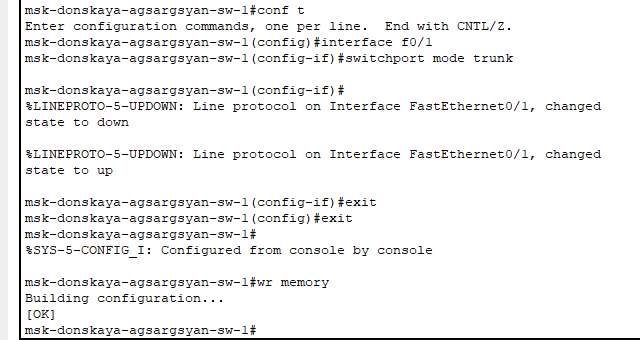 msk-donskaya-agsargsyan-sw-1#conf t
Enter configuration commands, one per line.  End with CNTL/Z.
msk-donskaya-agsargsyan-sw-1(config)#interface f0/1
msk-donskaya-agsargsyan-sw-1(config-if)#switchport mode trunk
msk-donskaya-agsargsyan-sw-1(config-if)#
%LINEPROTO-5-UPDOWN: Line protocol on Interface FastEthernet0/1, changed
state to down
%LINEPROTO-5-UPDOWN: Line protocol on Interface FastEthernet0/1, changed
state to up
msk-donskaya-agsargsyan-sw-1(config-if)#exit
msk-donskaya-agsargsyan-sw-1(config)#exit
msk-donskaya-agsargsyan-sw-1#
%SYS-5-CONFIG_I: Configured from console by console
msk-donskaya-agsargsyan-sw-1#wr memory
Building configuration...
[OK]
msk-donskaya-agsargsyan-sw-1#